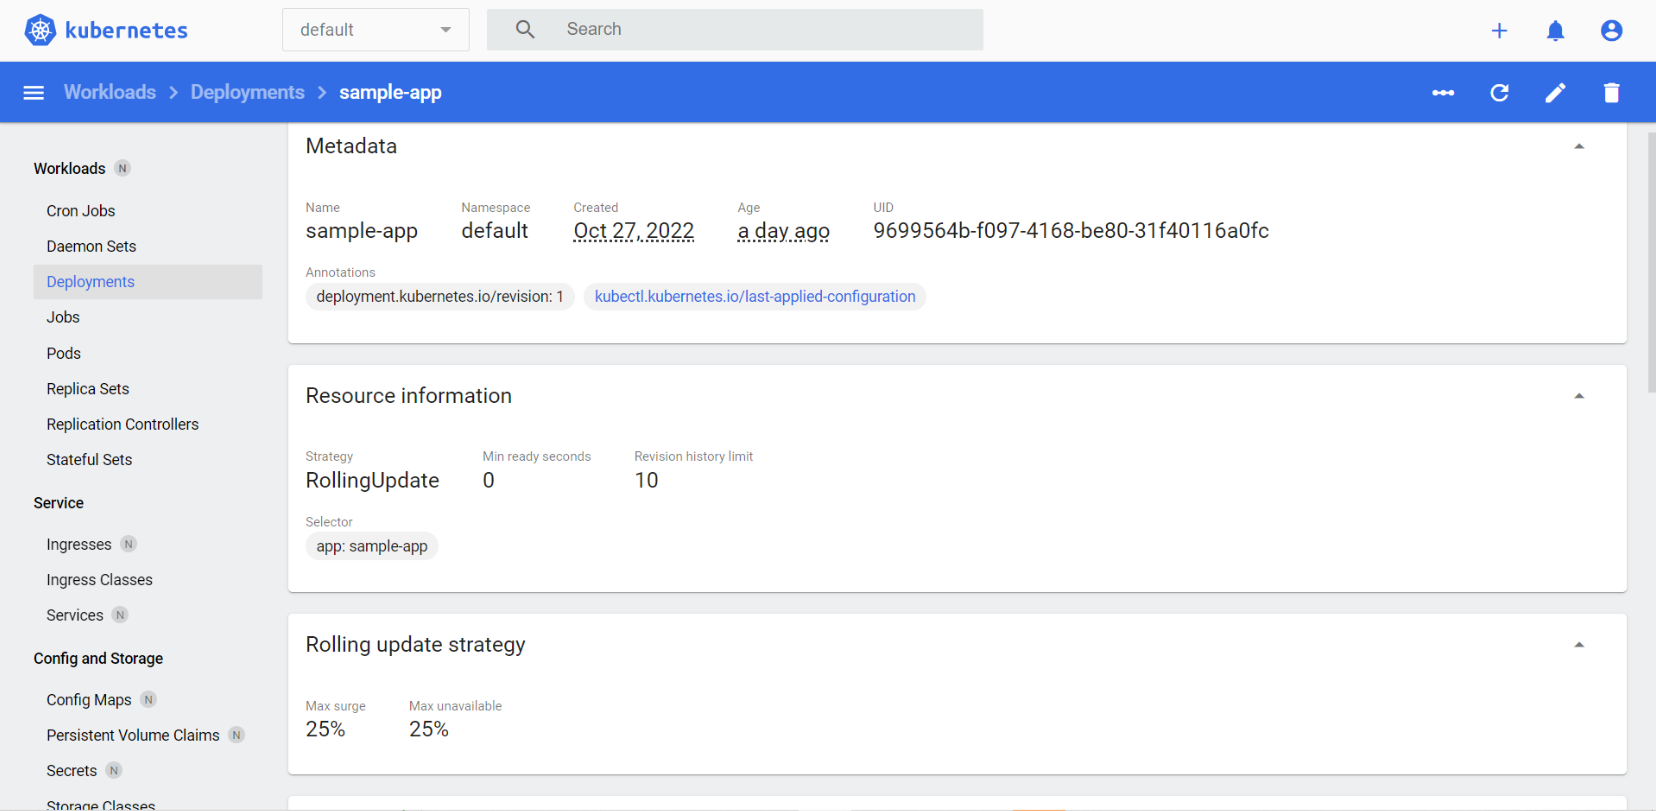 kubernetes
default
Search
Workloads > Deployments > sample-app
Workloads N
Cron Jobs
Daemon Sets
Deployments
Jobs
Pods
Replica Sets
Replication Controllers
Stateful Sets
Service
Ingresses N
Ingress Classes
Services N
Config and Storage
Config Maps N
Persistent Volume Claims N
Secrets N
Storage Classes
Metadata
Name Namespace Created Age UID
sample-app default Oct 27, 2022 a day ago 9699564b-f097-4168-be80-31f40116a0fc
Annotations
deployment.kubernetes.io/revision: 1 kubectl.kubernetes.io/last-applied-configuration
Resource information
Strategy Min ready seconds Revision history limit
RollingUpdate 0 10
Selector
app: sample-app
Rolling update strategy
Max surge Max unavailable
25% 25%